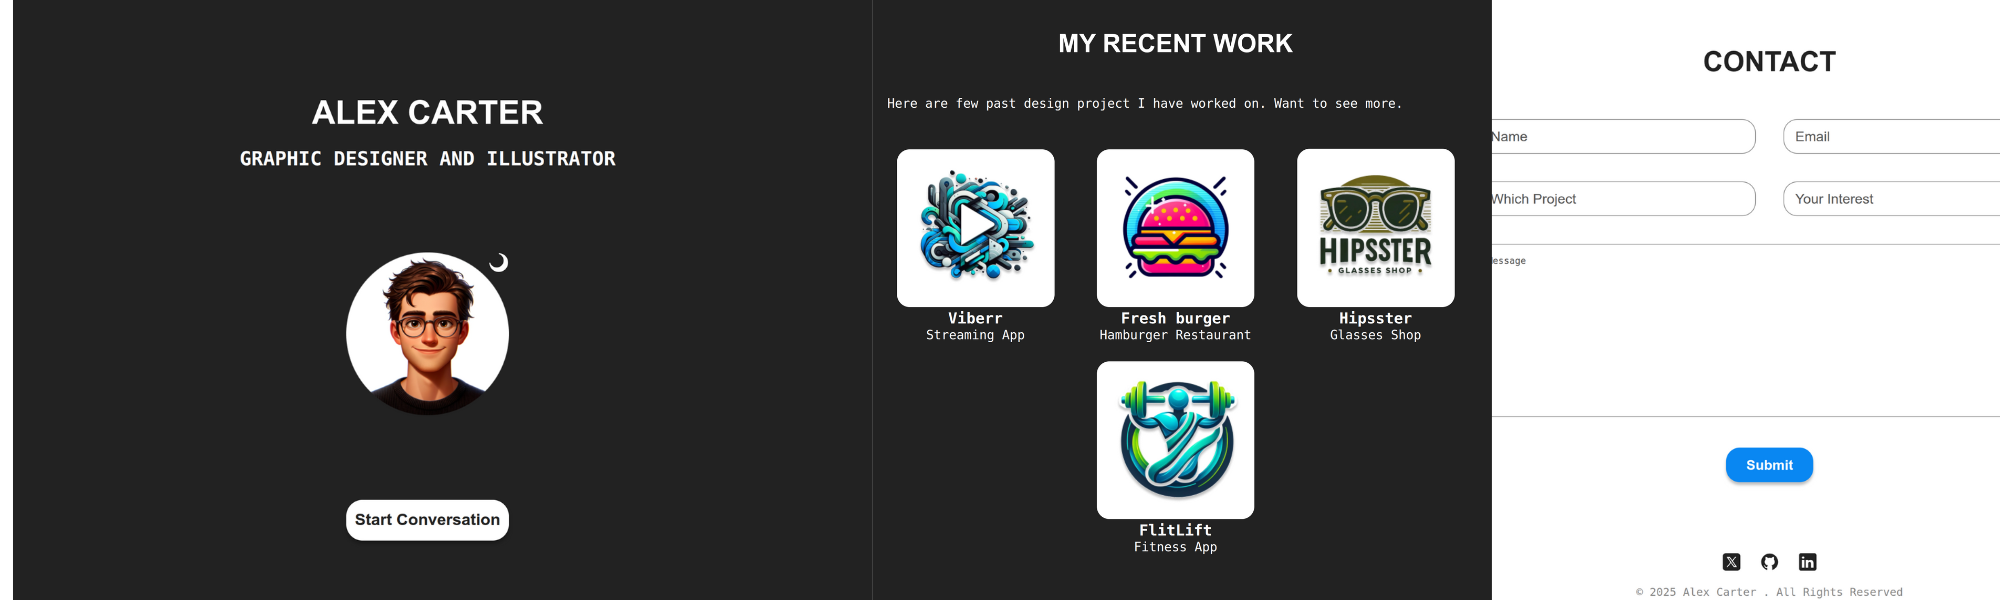 ALEX CARTER
GRAPHIC DESIGNER AND ILLUSTRATOR
Start Conversation
MY RECENT WORK
Here are few past design project I have worked on. Want to see more.
HIPSSTER
GLASSES SHOP
Viberr
Streaming App
Fresh burger
Hamburger Restaurant
Hipsster
Glasses Shop
FlitLift
Fitness App
CONTACT
Name
Email
Which Project
Your Interest
essage
Submit
X
in
© 2025 Alex Carter . All Rights Reserved